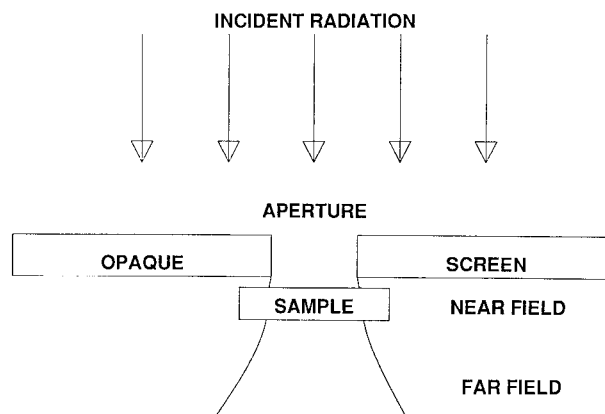 INCIDENT RADIATION
APERTURE
OPAQUE
SCREEN
SAMPLE
NEAR FIELD
FAR FIELD